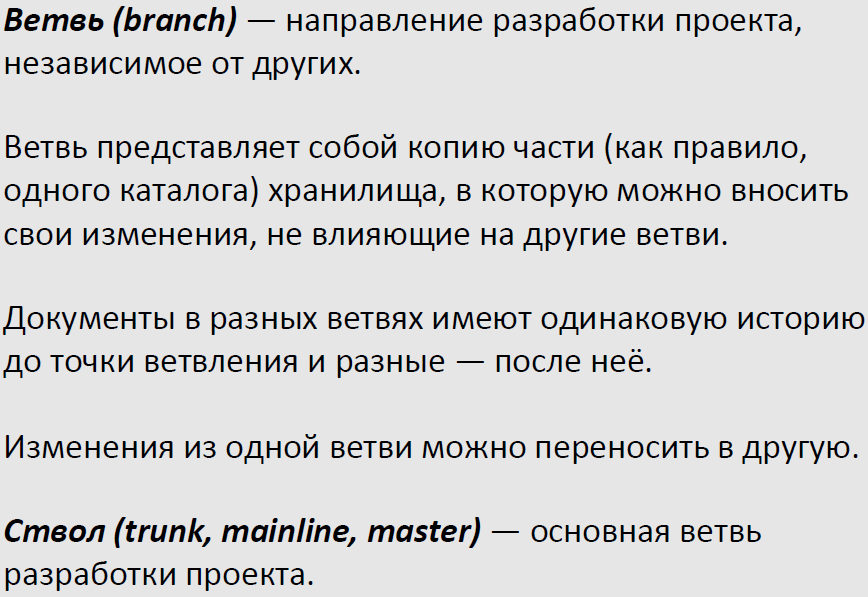 Ветвь (branch) — направление разработки проекта,
независимое от других.
Ветвь представляет собой копию части (как правило,
одного каталога) хранилища, в которую можно вносить
свои изменения, не влияющие на другие ветви.
Документы в разных ветвях имеют одинаковую историю
до точки ветвления и разные — после неё.
Изменения из одной ветви можно переносить в другую.
Ствол (trunk, mainline, master) — основная ветвь
разработки проекта.